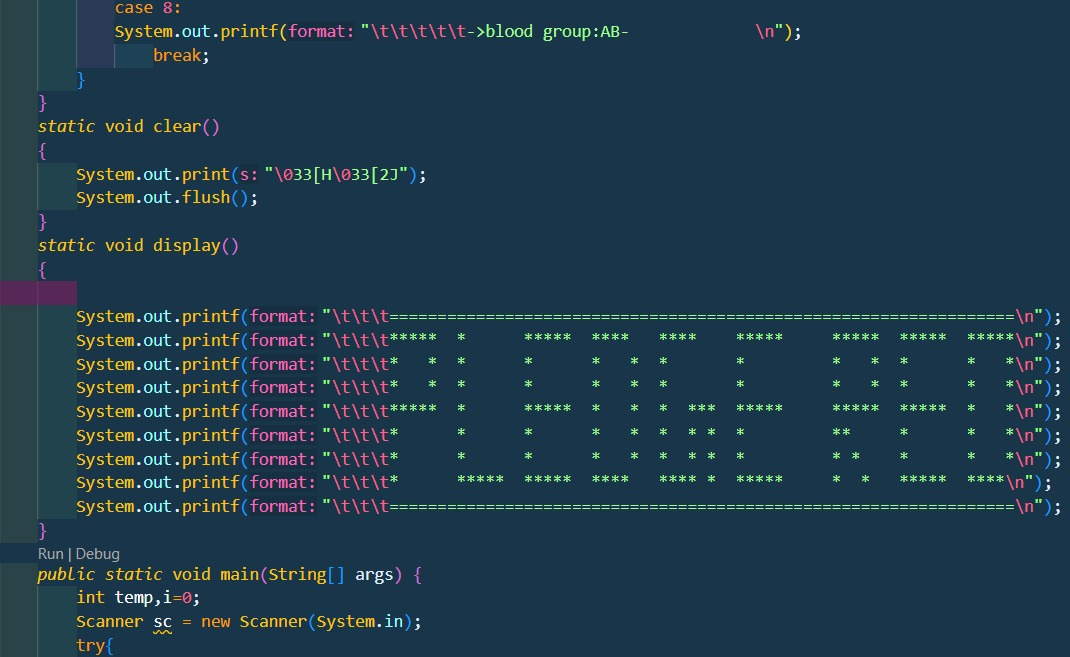 case 8:
System.out.printf(format:"\t\t\t\t\t->blood group:AB-             \n");
break;
}
}
static void clear()
{
System.out.print(s:"\033[H\033[2J");
System.out.flush();
}
static void display()
{
System.out.printf(format:"\t\t\t=================================================================\n");
System.out.printf(format:"\t\t\t*****  *      *****  ****   ****    *****     *****  *****  *****\n");
System.out.printf(format:"\t\t\t*   *  *      *      *   *  *       *         *   *  *      *   *\n");
System.out.printf(format:"\t\t\t*   *  *      *      *   *  *       *         *   *  *      *   *\n");
System.out.printf(format:"\t\t\t*****  *      *****  *   *  *  ***  *****     *****  *****  *   *\n");
System.out.printf(format:"\t\t\t*      *      *      *   *  *  * *  *         **     *      *   *\n");
System.out.printf(format:"\t\t\t*      *      *      *   *  *  * *  *         * *    *      *   *\n");
System.out.printf(format:"\t\t\t*      *****  *****  ****   **** *  *****     *  *   *****  ****\n");
System.out.printf(format:"\t\t\t=================================================================\n");
}
Run | Debug
public static void main(String[] args) {
int temp,i=0;
Scanner sc = new Scanner(System.in);
try{